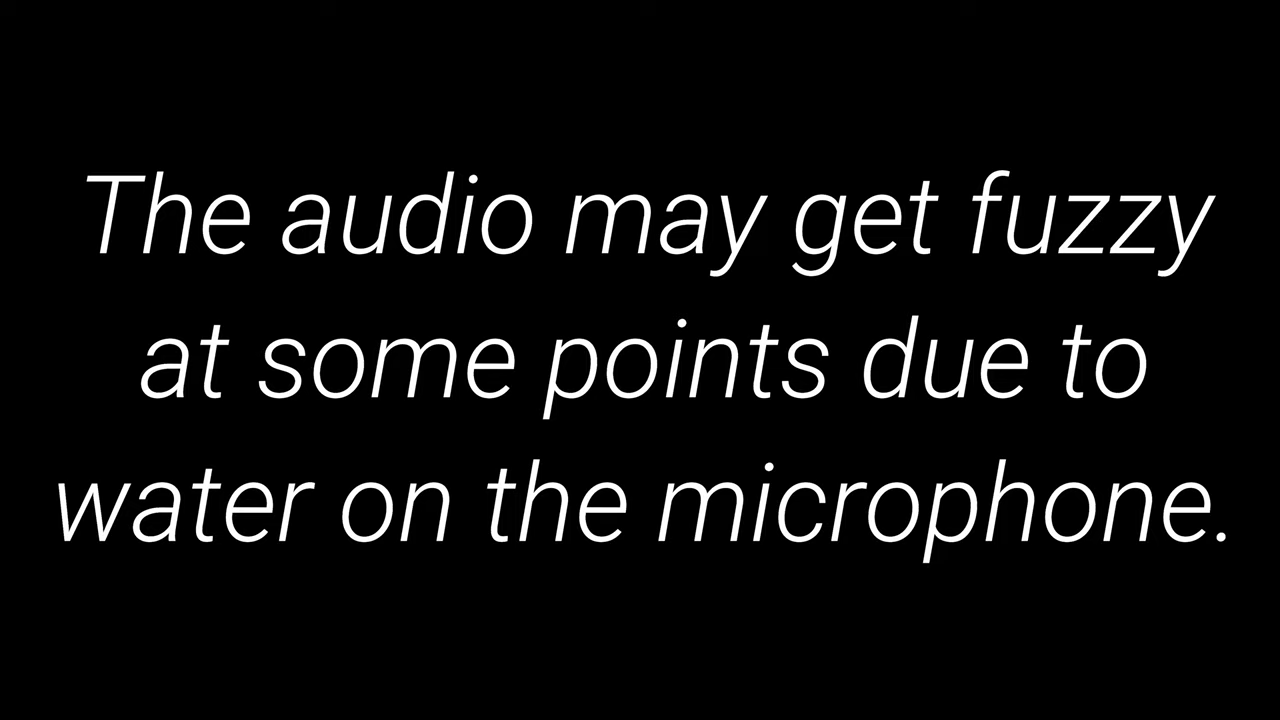 The audio may get fuzzy
at some points due to
water on the microphone.